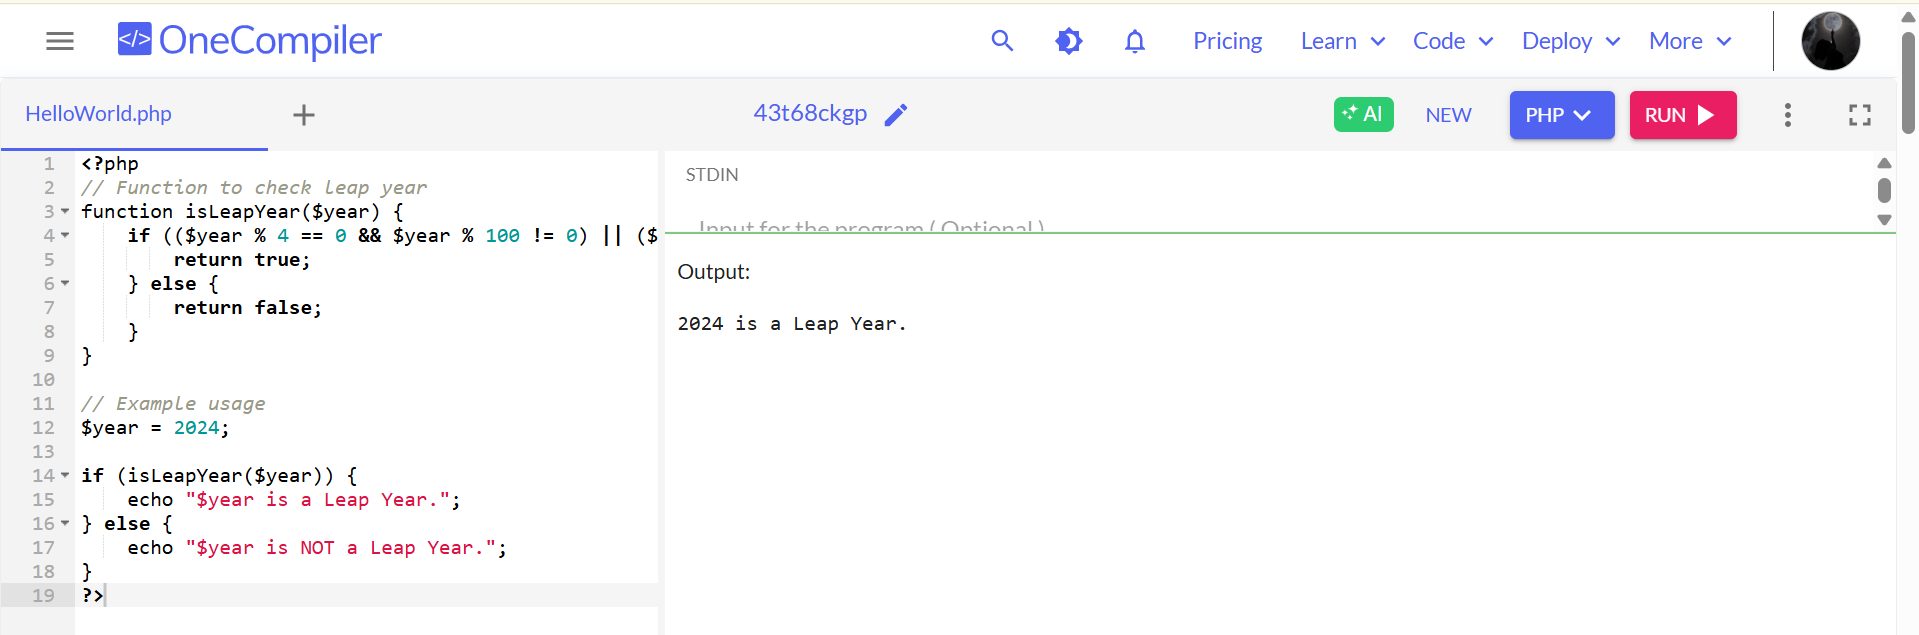 </> OneCompiler
Pricing Learn Code Deploy More
HelloWorld.php + 43t68ckgp AI NEW PHP RUN
1 <?php
2 // Function to check leap year
3 function isLeapYear($year) {
4 if (($year % 4 == 0 && $year % 100 != 0) || ($
5 return true;
6 } else {
7 return false;
8 }
9 }
10
11 // Example usage
12 $year = 2024;
13
14 if (isLeapYear($year)) {
15 echo "$year is a Leap Year.";
16 } else {
17 echo "$year is NOT a Leap Year.";
18 }
19 ?>
STDIN
Input for the program ( Optional )
Output:
2024 is a Leap Year.